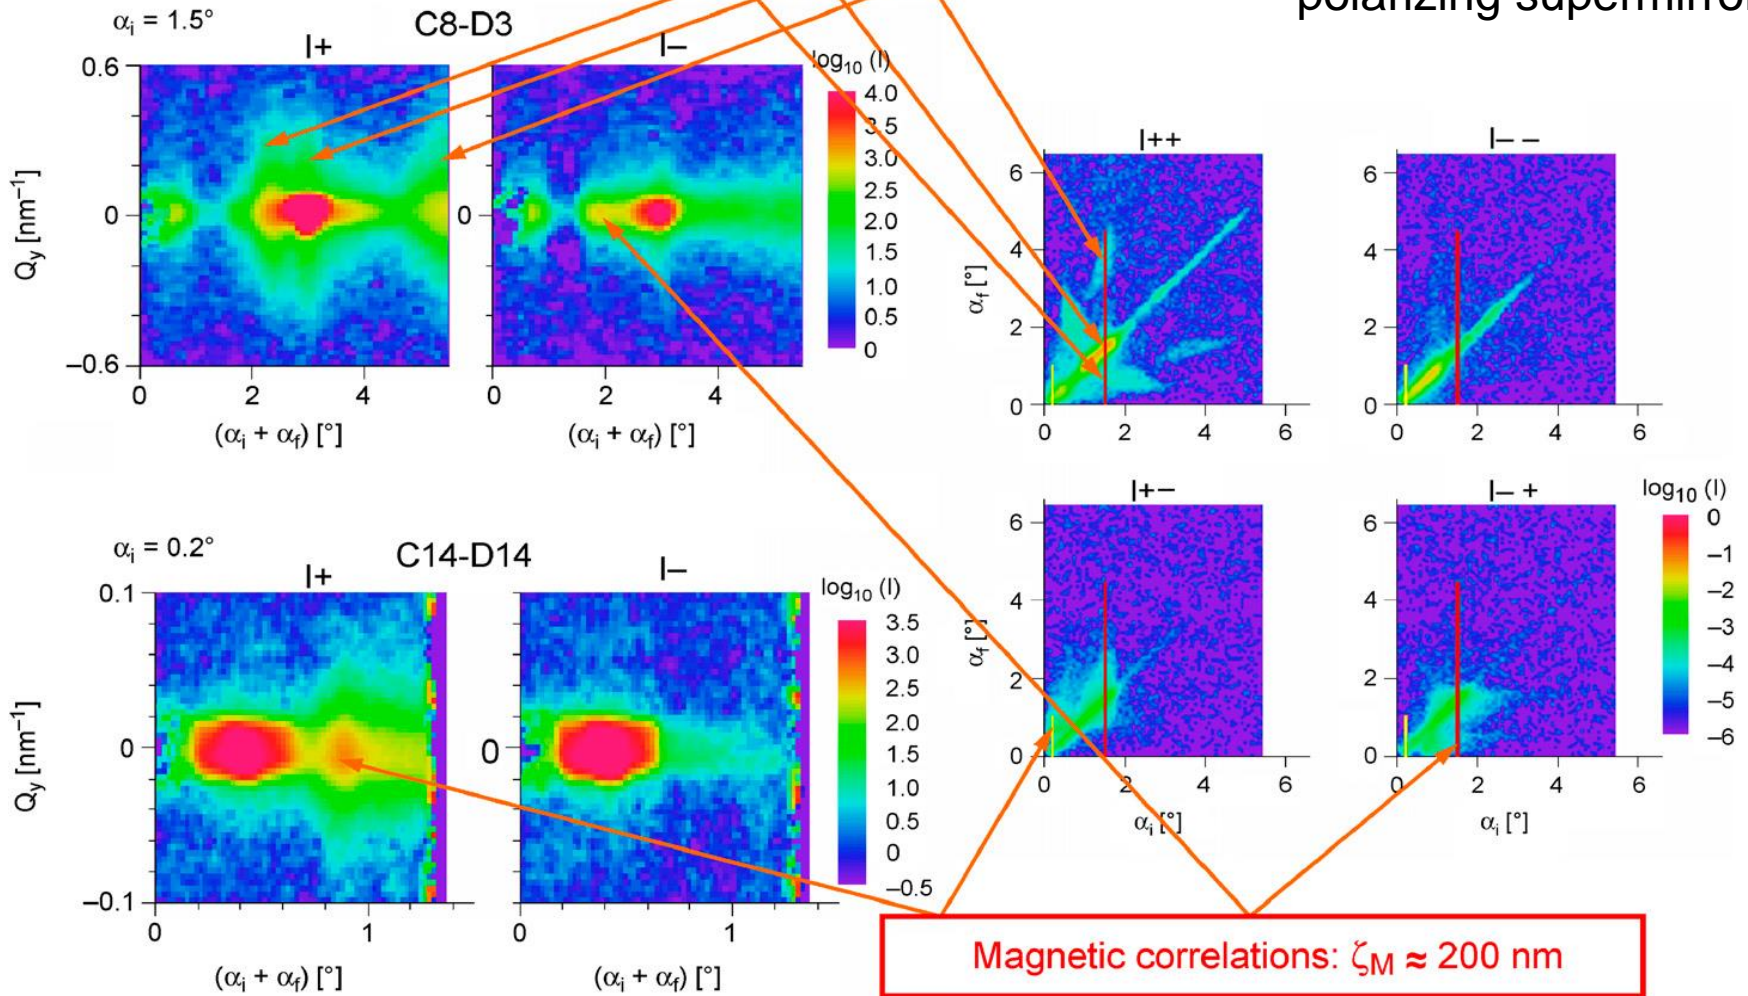 polarizing supermirror
αi = 1.5°
C8-D3
I+
I−
log10 (I)
0.6
0
−0.6
Qy [nm−1]
0
2
4
(αi + αf) [°]
0
0
2
4
(αi + αf) [°]
4.0
3.5
3.0
2.5
2.0
1.5
1.0
0.5
0
I++
6
4
2
0
αf [°]
0
2
4
6
I− −
6
4
2
0
0
2
4
6
αi = 0.2°
C14-D14
I+
I−
log10 (I)
0.1
0
−0.1
Qy [nm−1]
0
1
(αi + αf) [°]
0
0
1
(αi + αf) [°]
3.5
3.0
2.5
2.0
1.5
1.0
0.5
0
−0.5
I+−
6
4
2
0
αf [°]
0
2
4
6
αi [°]
I− +
6
4
2
0
0
2
4
6
αi [°]
log10 (I)
0
−1
−2
−3
−4
−5
−6
Magnetic correlations: ζM ≈ 200 nm